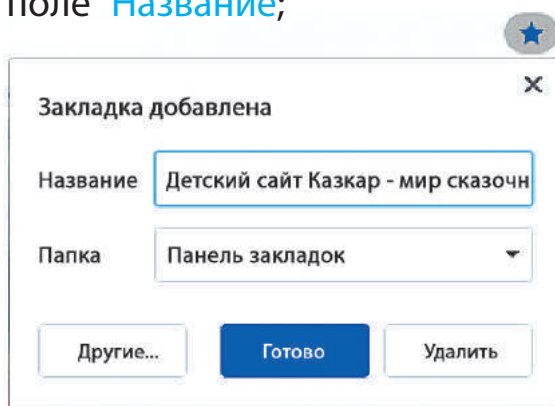 поле Название;
Закладка добавлена
Название Детский сайт Казкар - мир сказочн
Папка Панель закладок
Другие... Готово Удалить